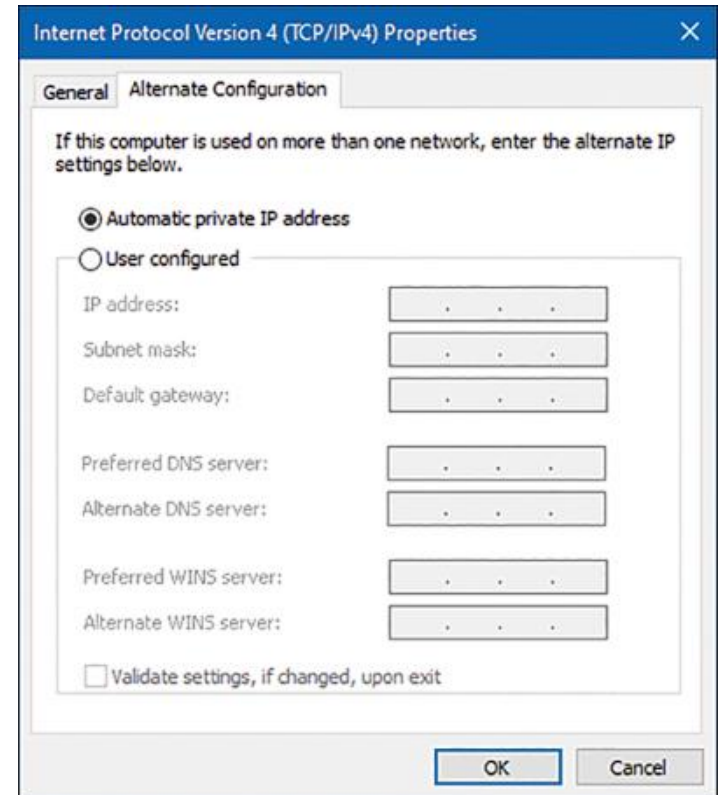 Internet Protocol Version 4 (TCP/IPv4) Properties
General
Alternate Configuration
If this computer is used on more than one network, enter the alternate IP
settings below.
Automatic private IP address
User configured
IP address:
Subnet mask:
Default gateway:
Preferred DNS server:
Alternate DNS server:
Preferred WINS server:
Alternate WINS server:
Validate settings, if changed, upon exit
OK
Cancel